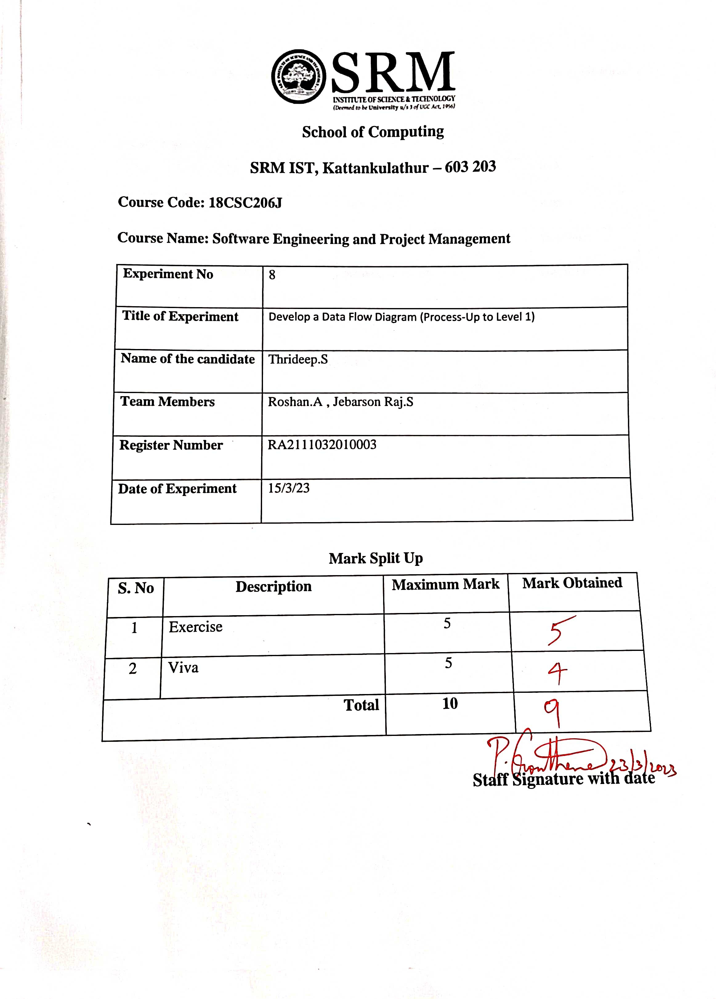 SRM
INSTITUTE OF SCIENCE & TECHNOLOGY
(Deemed to be University u/s 3 of UGC Act, 1956)
School of Computing
SRM IST, Kattankulathur – 603 203
Course Code: 18CSC206J
Course Name: Software Engineering and Project Management
Experiment No 8
Title of Experiment Develop a Data Flow Diagram (Process-Up to Level 1)
Name of the candidate Thrideep.S
Team Members Roshan.A , Jebarson Raj.S
Register Number RA2111032010003
Date of Experiment 15/3/23
Mark Split Up
S. No Description Maximum Mark Mark Obtained
1 Exercise 5 5
2 Viva 5 4
Total 10 9
P. 23/3/2023
Staff Signature with date